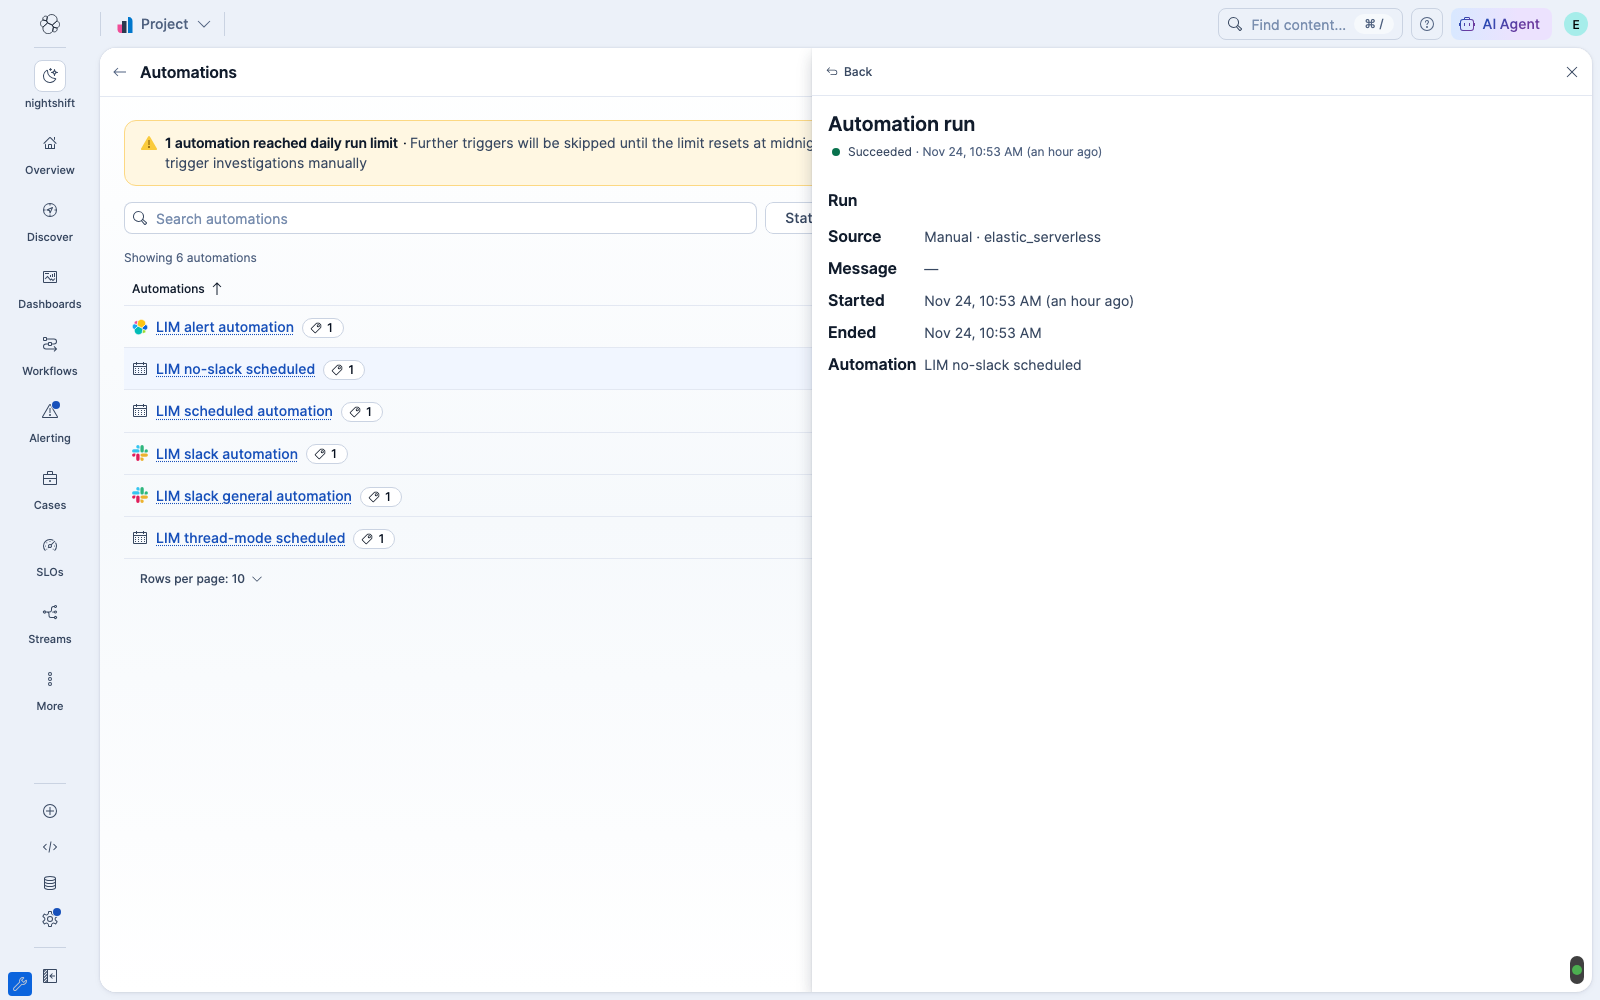 Project
Find content...
⌘ /
AI Agent
E
nightshift
Overview
Discover
Dashboards
Workflows
Alerting
Cases
SLOs
Streams
More
Automations
1 automation reached daily run limit · Further triggers will be skipped until the limit resets at
trigger investigations manually
Search automations
Showing 6 automations
Automations
LIM alert automation 1
LIM no-slack scheduled 1
LIM scheduled automation 1
LIM slack automation 1
LIM slack general automation 1
LIM thread-mode scheduled 1
Rows per page: 10
Back
Automation run
Succeeded · Nov 24, 10:53 AM (an hour ago)
Run
Source Manual · elastic_serverless
Message —
Started Nov 24, 10:53 AM (an hour ago)
Ended Nov 24, 10:53 AM
Automation LIM no-slack scheduled